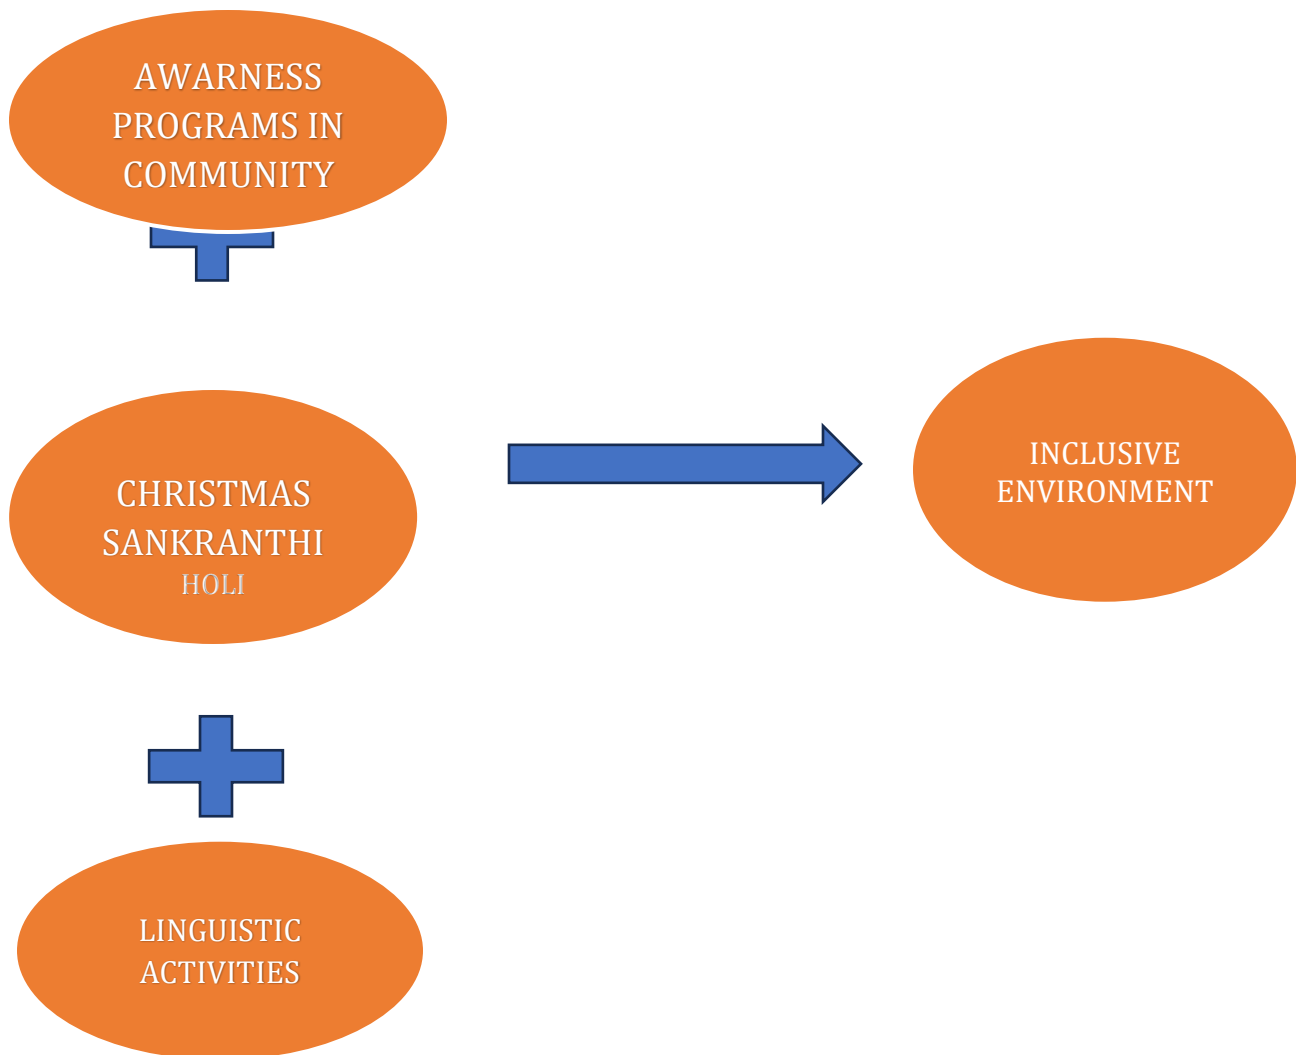 AWARNESS
PROGRAMS IN
COMMUNITY
CHRISTMAS
SANKRANTHI
HOLI
INCLUSIVE
ENVIRONMENT
LINGUISTIC
ACTIVITIES